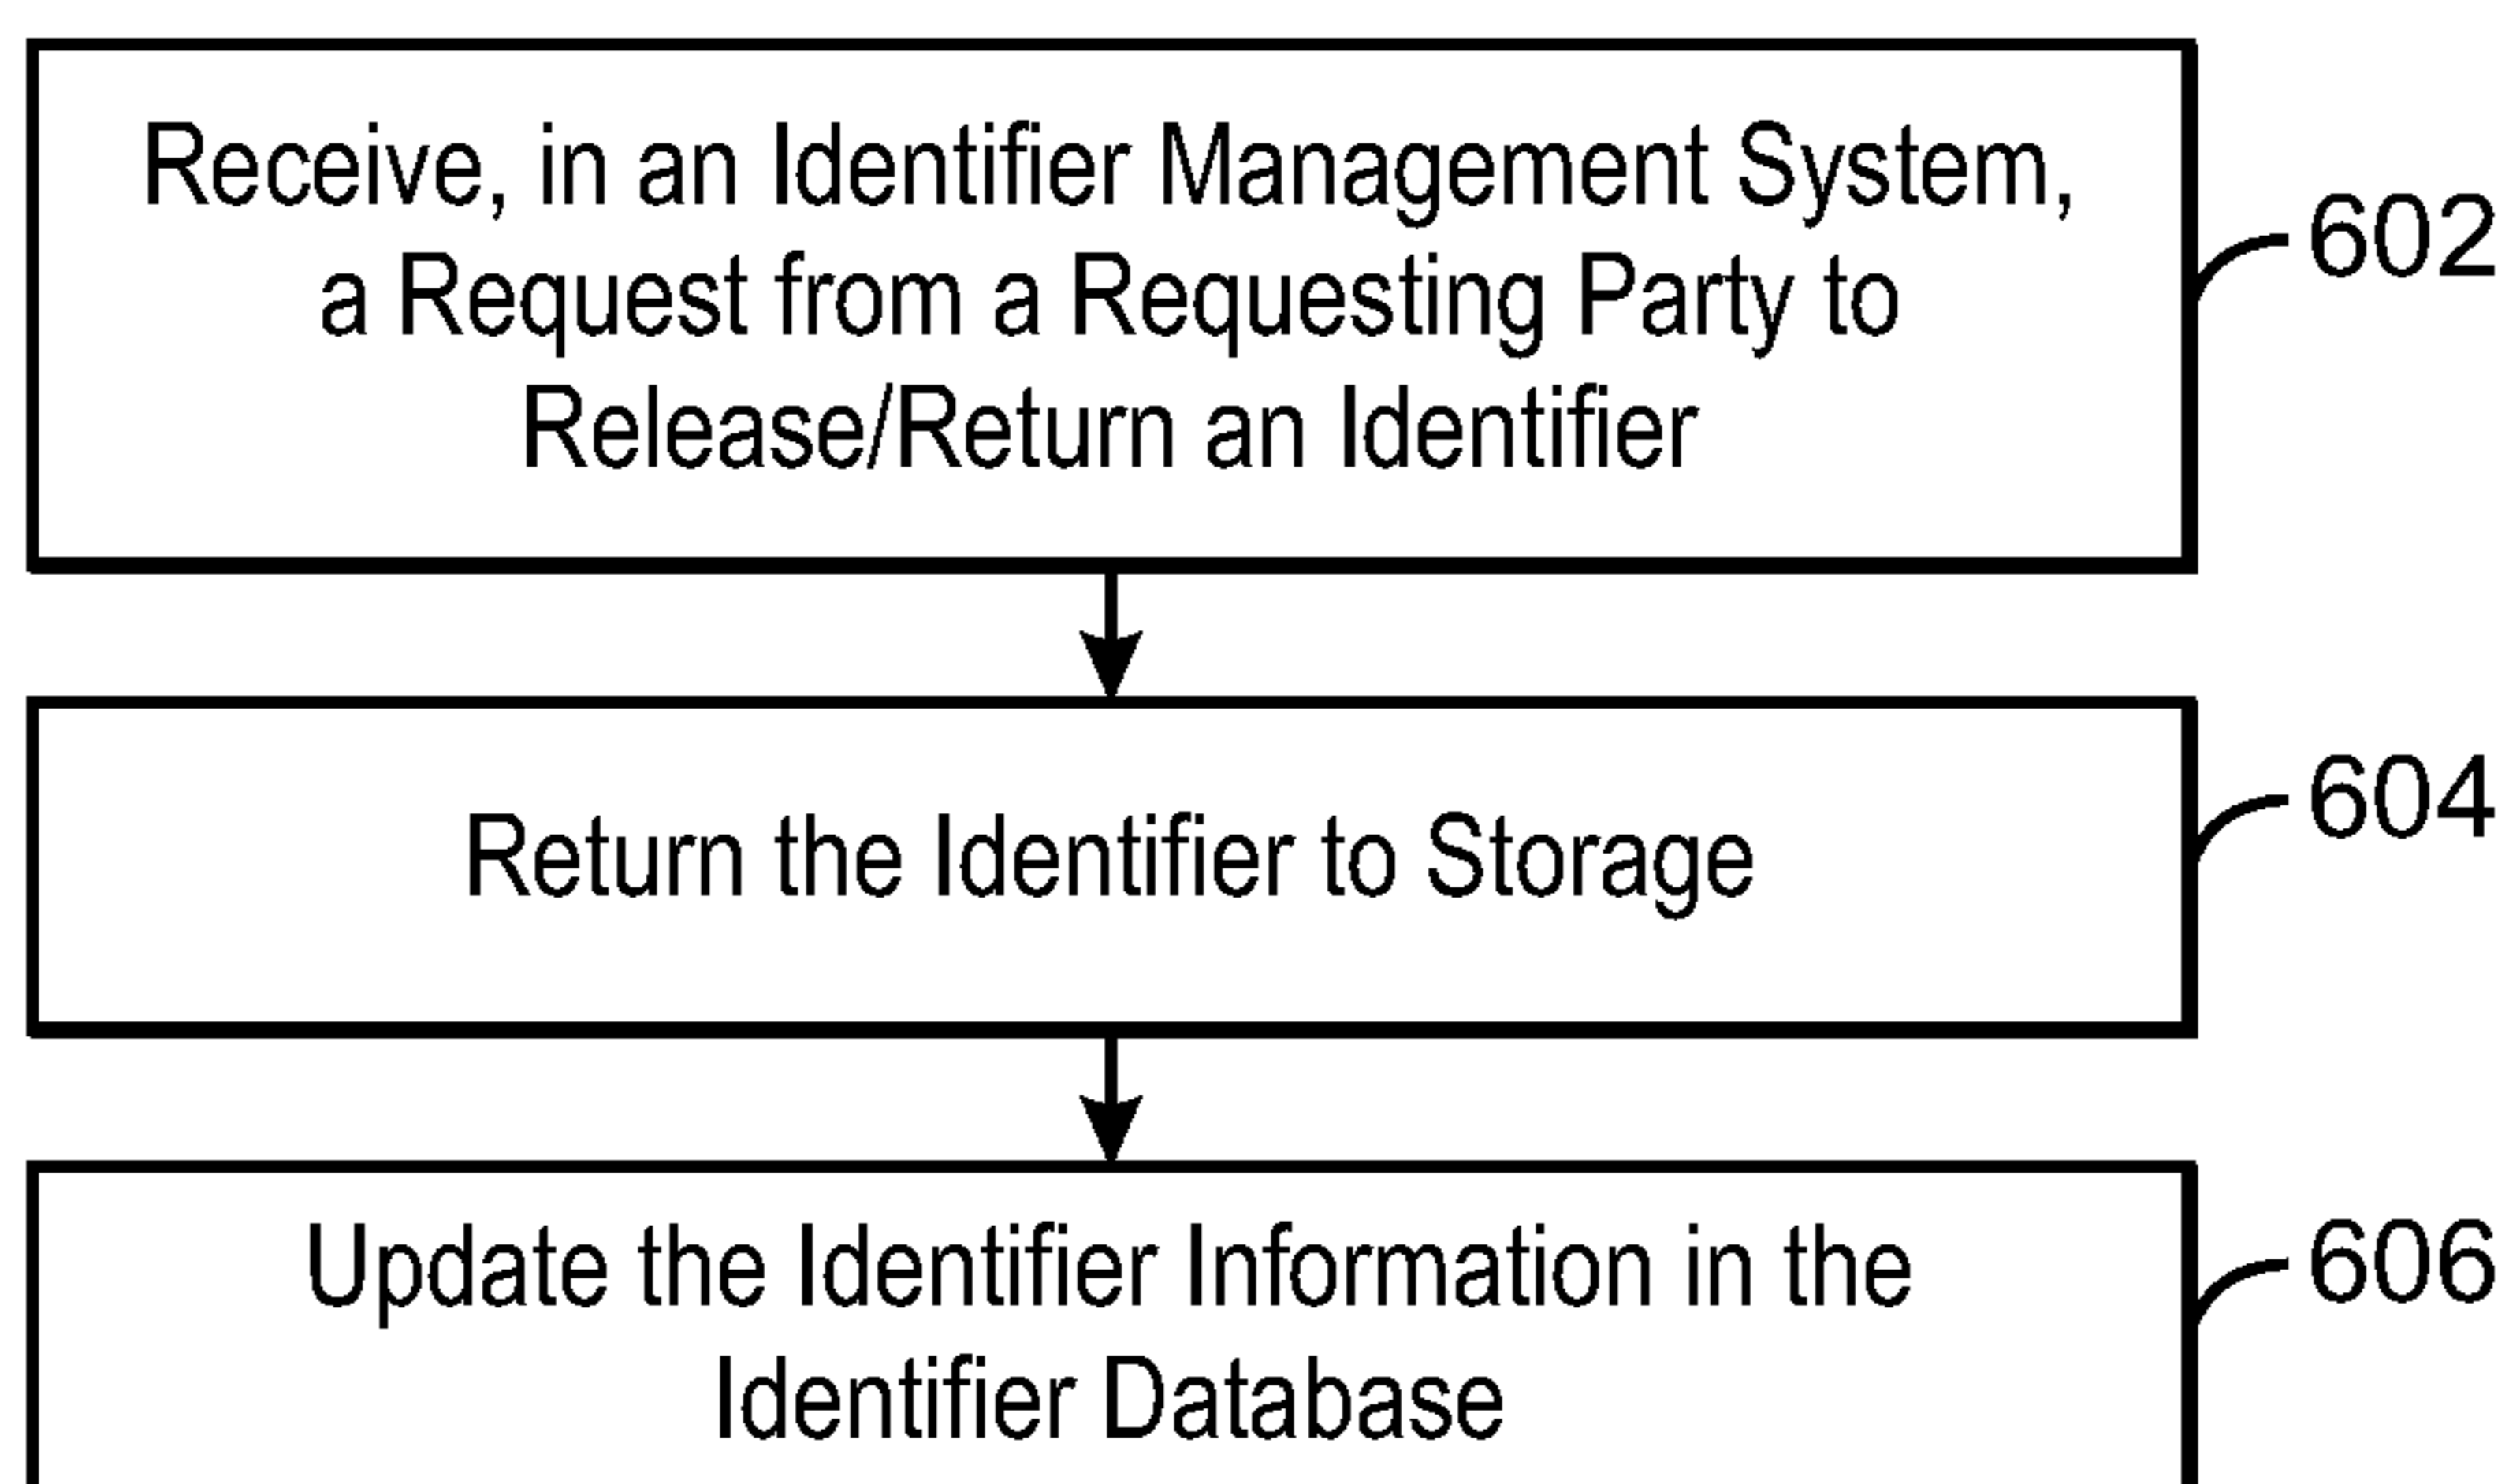 Receive, in an Identifier Management System,
a Request from a Requesting Party to
Release/Return an Identifier
602
Return the Identifier to Storage
604
Update the Identifier Information in the
Identifier Database
606